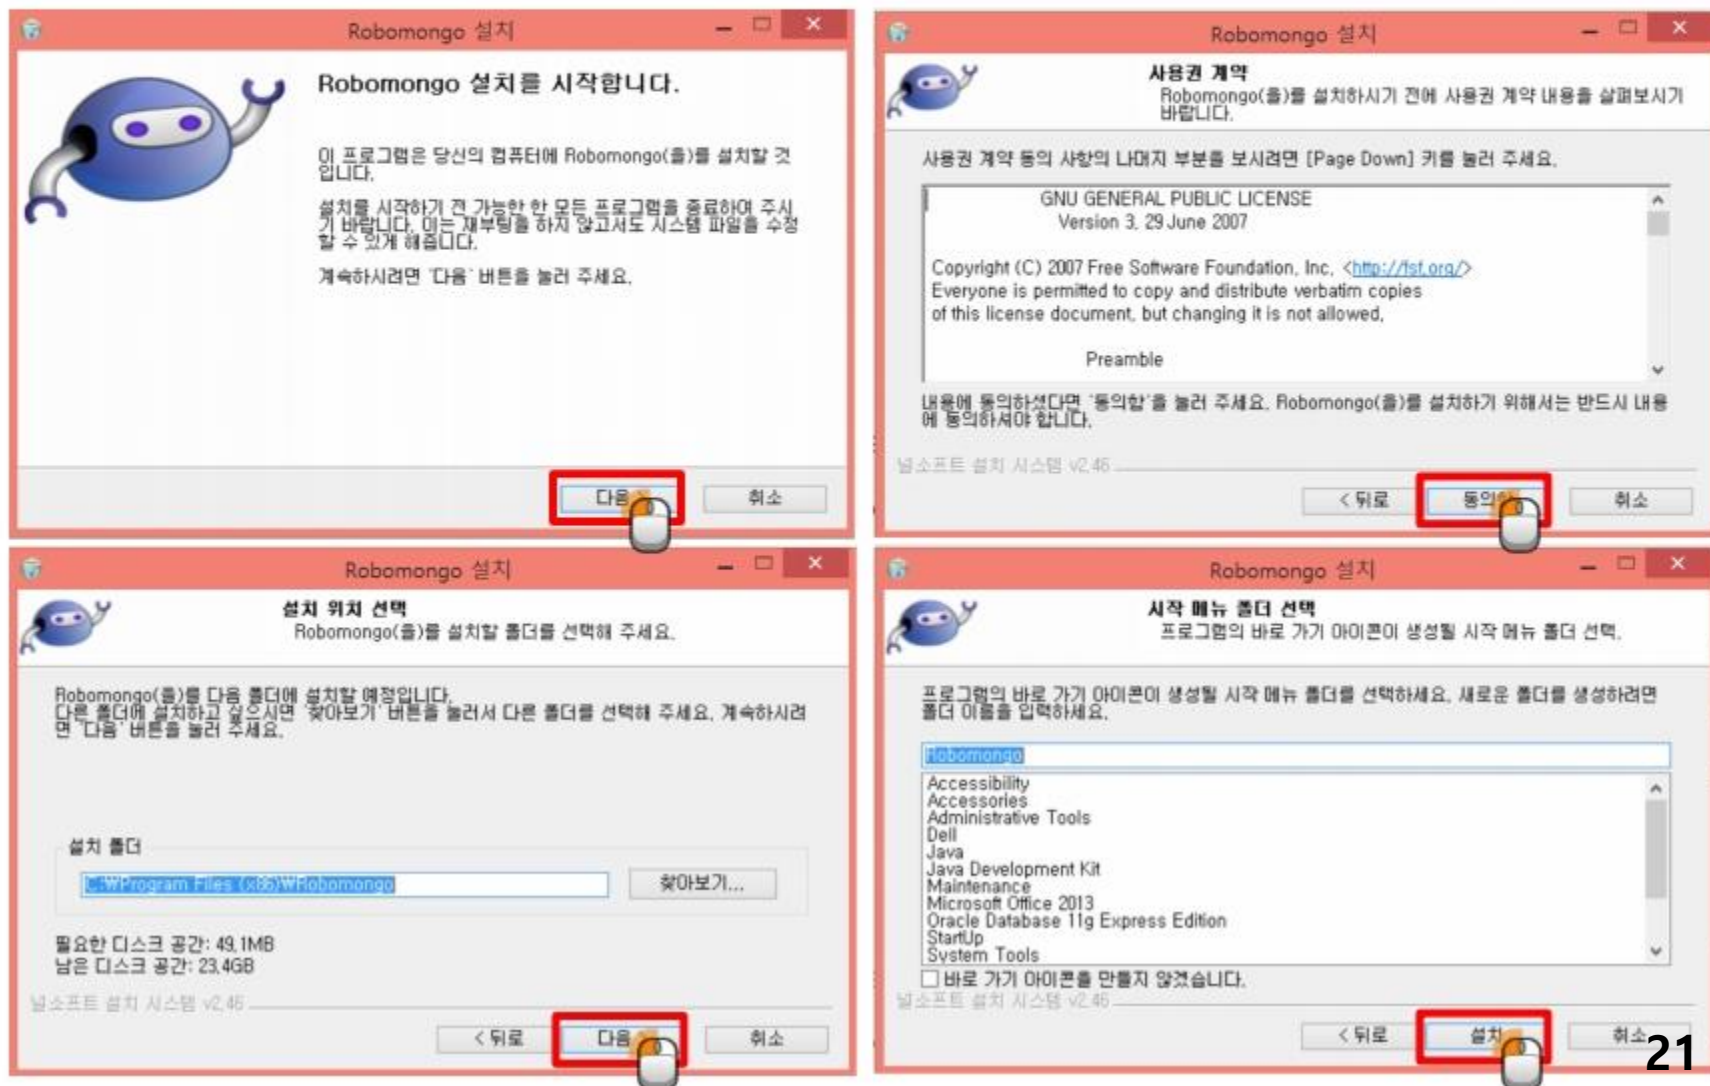 Robomongo 설치
Robomongo 설치를 시작합니다.
이 프로그램은 당신의 컴퓨터에 Robomongo(을)를 설치할 것
입니다.
설치를 시작하기 전 가능한 한 모든 프로그램을 종료하여 주시
기 바랍니다. 이는 재부팅을 하지 않고서도 시스템 파일을 수정
할 수 있게 해줍니다.
계속하시려면 '다음' 버튼을 눌러 주세요.
다음
취소
Robomongo 설치
사용권 계약
Robomongo(을)를 설치하시기 전에 사용권 계약 내용을 살펴보시기
바랍니다.
사용권 계약 동의 사항의 나머지 부분을 보시려면 [Page Down] 키를 눌러 주세요.
GNU GENERAL PUBLIC LICENSE
Version 3, 29 June 2007
Copyright (C) 2007 Free Software Foundation, Inc. <http://fsf.org/>
Everyone is permitted to copy and distribute verbatim copies
of this license document, but changing it is not allowed.
Preamble
내용에 동의하셨다면 '동의함'을 눌러 주세요. Robomongo(을)를 설치하기 위해서는 반드시 내용
에 동의하셔야 합니다.
널소프트 설치 시스템 v2.46
< 뒤로
동의함
취소
Robomongo 설치
설치 위치 선택
Robomongo(을)를 설치할 폴더를 선택해 주세요.
Robomongo(을)를 다음 폴더에 설치할 예정입니다.
다른 폴더에 설치하고 싶으시면 '찾아보기' 버튼을 눌러서 다른 폴더를 선택해 주세요. 계속하시려
면 '다음' 버튼을 눌러 주세요.
설치 폴더
C:₩Program Files (x86)₩Robomongo
찾아보기...
필요한 디스크 공간: 49.1MB
남은 디스크 공간: 23.4GB
널소프트 설치 시스템 v2.46
< 뒤로
다음
취소
Robomongo 설치
시작 메뉴 폴더 선택
프로그램의 바로 가기 아이콘이 생성될 시작 메뉴 폴더 선택.
프로그램의 바로 가기 아이콘이 생성될 시작 메뉴 폴더를 선택하세요. 새로운 폴더를 생성하려면
폴더 이름을 입력하세요.
Robomongo
Accessibility
Accessories
Administrative Tools
Dell
Java
Java Development Kit
Maintenance
Microsoft Office 2013
Oracle Database 11g Express Edition
StartUp
System Tools
바로 가기 아이콘을 만들지 않겠습니다.
널소프트 설치 시스템 v2.46
< 뒤로
설치
취소
21